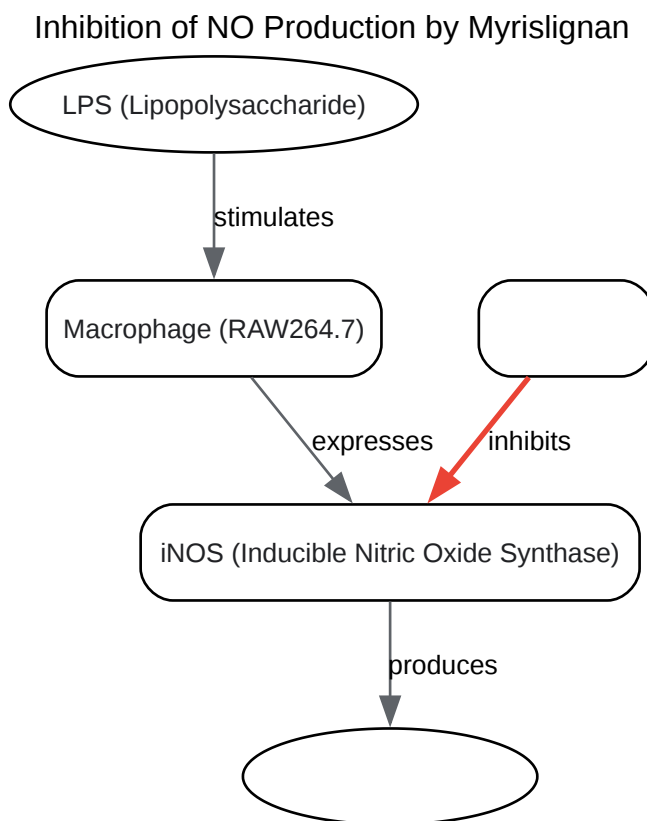 Inhibition of NO Production by Myrislignan
LPS (Lipopolysaccharide)
stimulates
Macrophage (RAW264.7)
expresses
inhibits
iNOS (Inducible Nitric Oxide Synthase)
produces